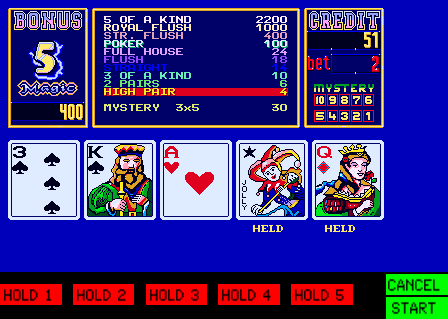 BONUS
5
Magic
400
5 OF A KIND 2200
ROYAL FLUSH 1000
STR. FLUSH 400
POKER 100
FULL HOUSE 24
FLUSH 18
STRAIGHT 14
3 OF A KIND 10
2 PAIRS 6
HIGH PAIR 4
MYSTERY 3x5 30
CREDIT
51
bet 2
MYSTERY
10 9 8 7 6
5 4 3 2 1
3 K A JOLLY Q
HELD HELD
HOLD 1 HOLD 2 HOLD 3 HOLD 4 HOLD 5
CANCEL
START